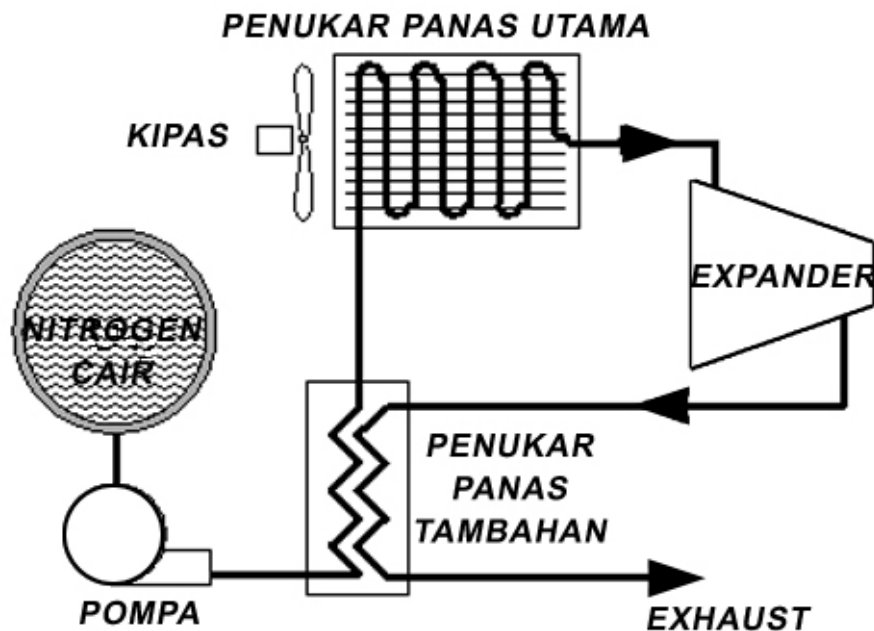 PENUKAR PANAS UTAMA
KIPAS
EXPANDER
NITROGEN
CAIR
PENUKAR
PANAS
TAMBAHAN
POMPA
EXHAUST